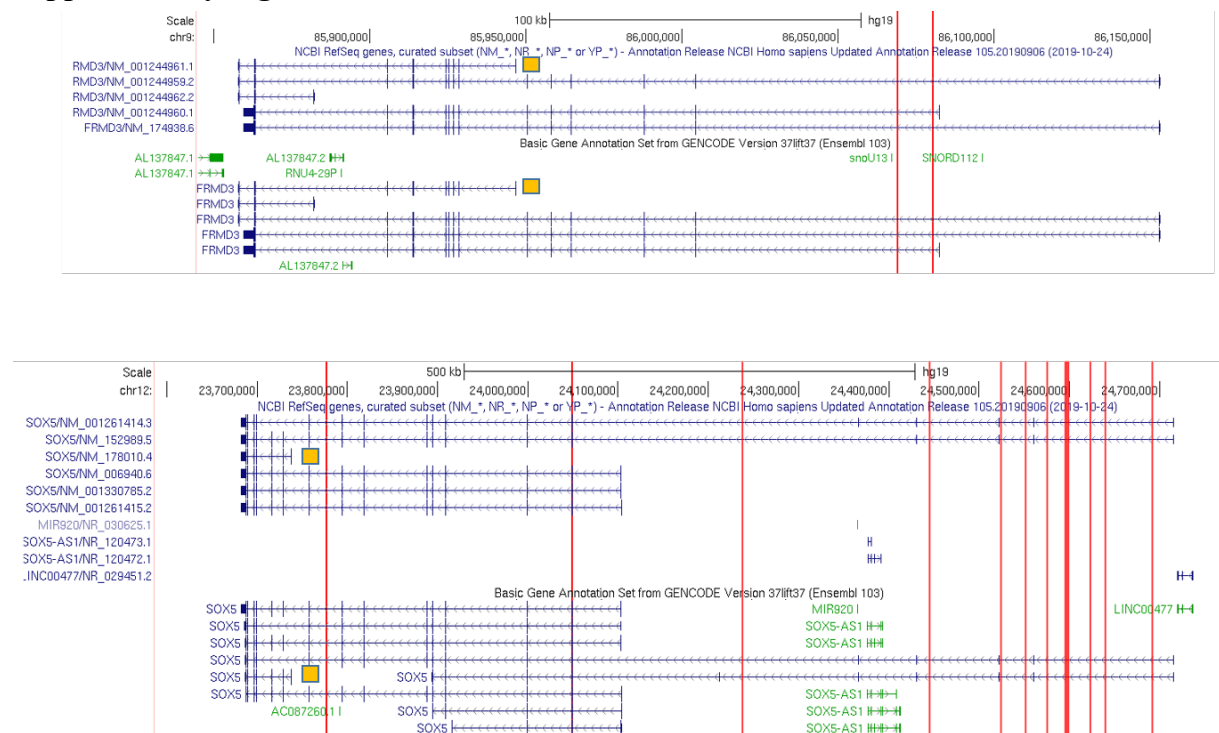 Scale 100 kb hg19
chr9: 85,900,000 85,950,000 86,000,000 86,050,000 86,100,000 86,150,000
NCBI RefSeq genes, curated subset (NM_*, NR_*, NP_* or YP_*) - Annotation Release NCBI Homo sapiens Updated Annotation Release 105.20190906 (2019-10-24)
RMD3/NM_001244961.1
RMD3/NM_001244959.2
RMD3/NM_001244962.2
RMD3/NM_001244960.1
FRMD3/NM_174938.6
Basic Gene Annotation Set from GENCODE Version 37lift37 (Ensembl 103)
AL137847.1 AL137847.2 snoU13 SNORD112
AL137847.1 RNU4-29P
FRMD3
FRMD3
FRMD3
FRMD3
FRMD3
AL137847.2
Scale 500 kb hg19
chr12: 23,700,000 23,800,000 23,900,000 24,000,000 24,100,000 24,200,000 24,300,000 24,400,000 24,500,000 24,600,000 24,700,000
NCBI RefSeq genes, curated subset (NM_*, NR_*, NP_* or YP_*) - Annotation Release NCBI Homo sapiens Updated Annotation Release 105.20190906 (2019-10-24)
SOX5/NM_001261414.3
SOX5/NM_152989.5
SOX5/NM_178010.4
SOX5/NM_006940.6
SOX5/NM_001330785.2
SOX5/NM_001261415.2
MIR920/NR_030625.1
SOX5-AS1/NR_120473.1
SOX5-AS1/NR_120472.1
LINC00477/NR_029451.2
Basic Gene Annotation Set from GENCODE Version 37lift37 (Ensembl 103)
SOX5 MIR920 LINC00477
SOX5 SOX5-AS1
SOX5 SOX5-AS1
SOX5
SOX5 SOX5
SOX5 SOX5-AS1
AC087260.1 SOX5 SOX5-AS1
SOX5 SOX5-AS1